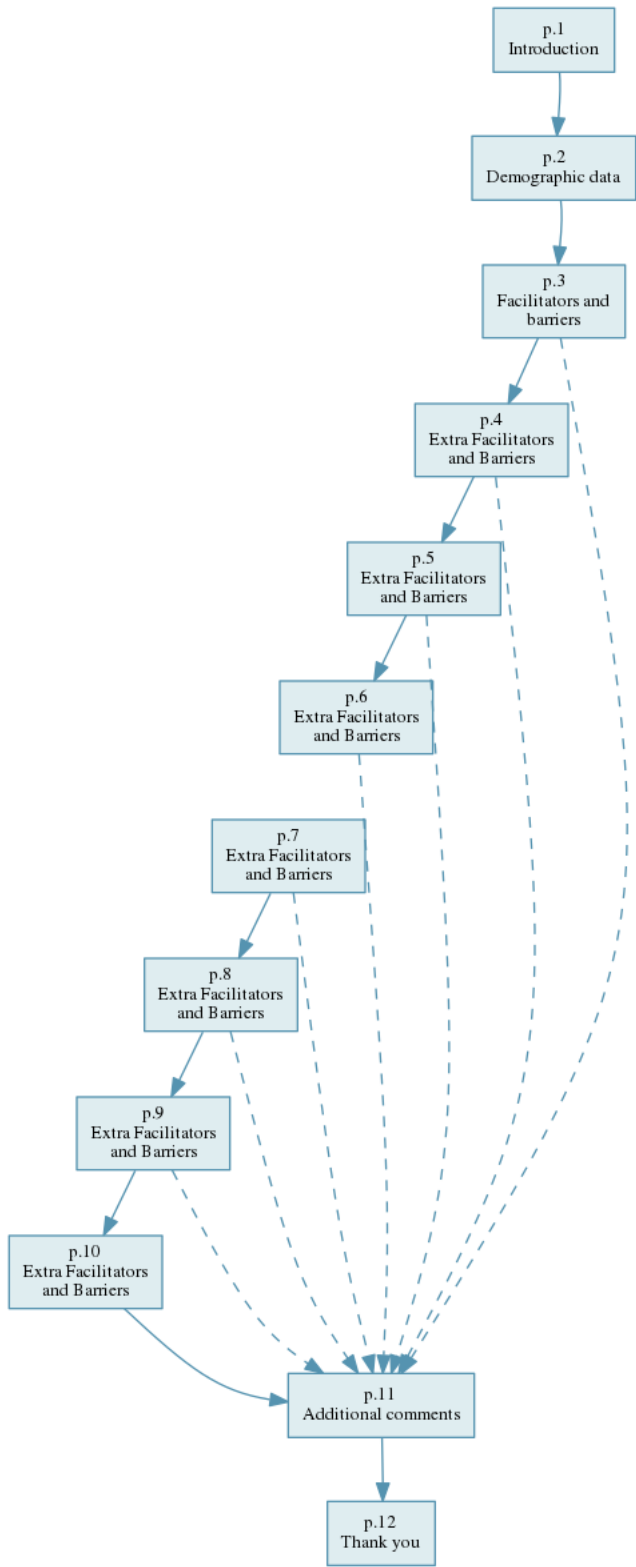 p.1
Introduction
p.2
Demographic data
p.3
Facilitators and
barriers
p.4
Extra Facilitators
and Barriers
p.5
Extra Facilitators
and Barriers
p.6
Extra Facilitators
and Barriers
p.7
Extra Facilitators
and Barriers
p.8
Extra Facilitators
and Barriers
p.9
Extra Facilitators
and Barriers
p.10
Extra Facilitators
and Barriers
p.11
Additional comments
p.12
Thank you